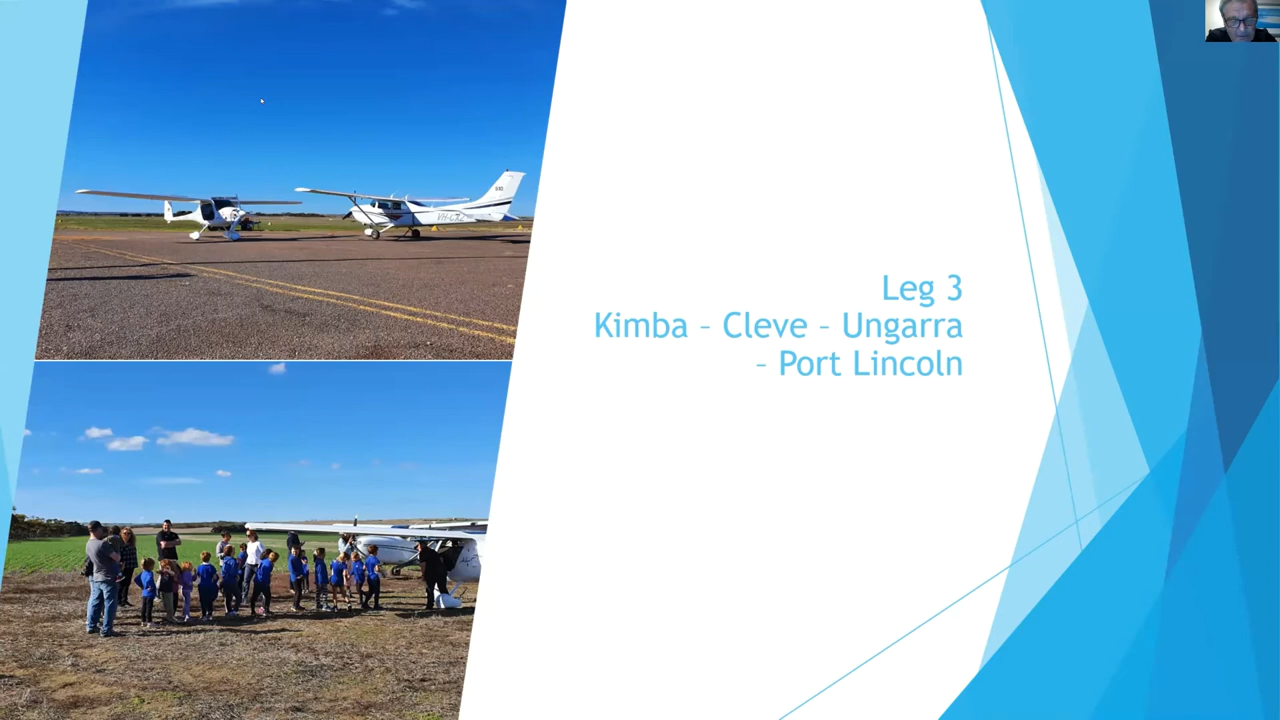 Leg 3
Kimba – Cleve – Ungarra
– Port Lincoln